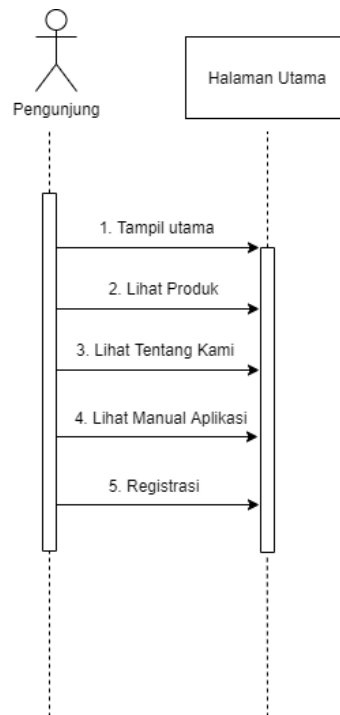 Pengunjung
Halaman Utama
1. Tampil utama
2. Lihat Produk
3. Lihat Tentang Kami
4. Lihat Manual Aplikasi
5. Registrasi